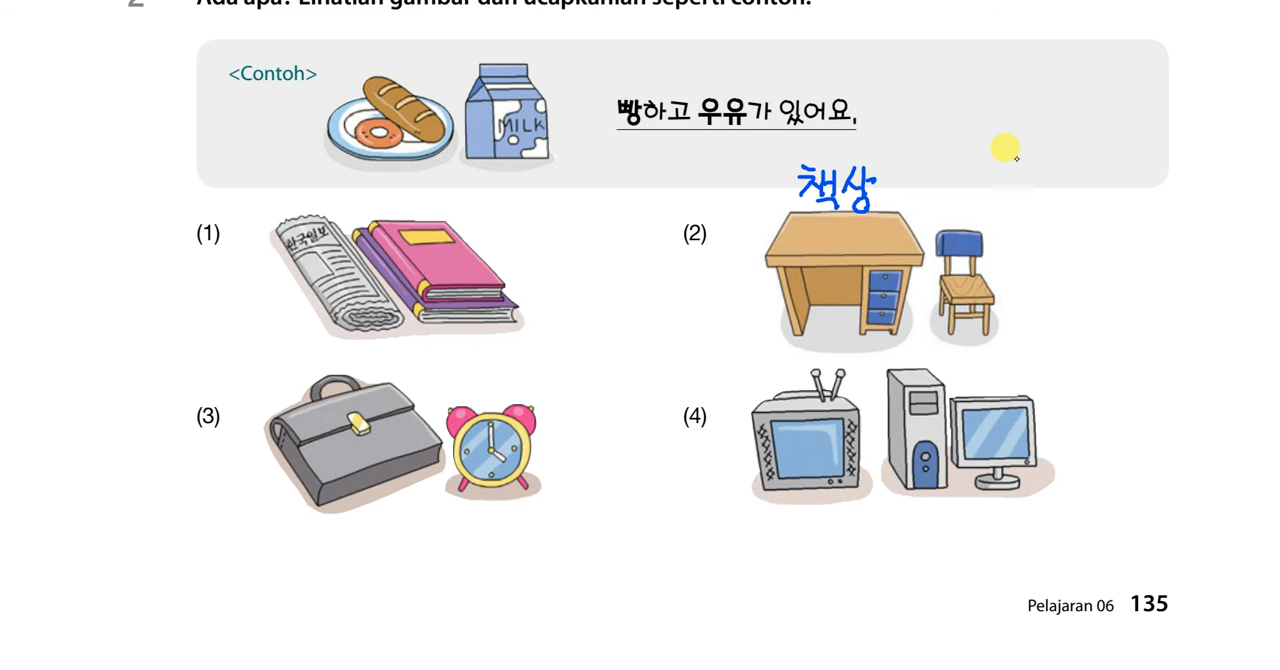 2 Ada apa? Lihatlah gambar dan ucapkanlah seperti contoh.
<Contoh>
MILK
빵하고 우유가 있어요.
책상
(1)
한국일보
(2)
(3)
(4)
Pelajaran 06 135